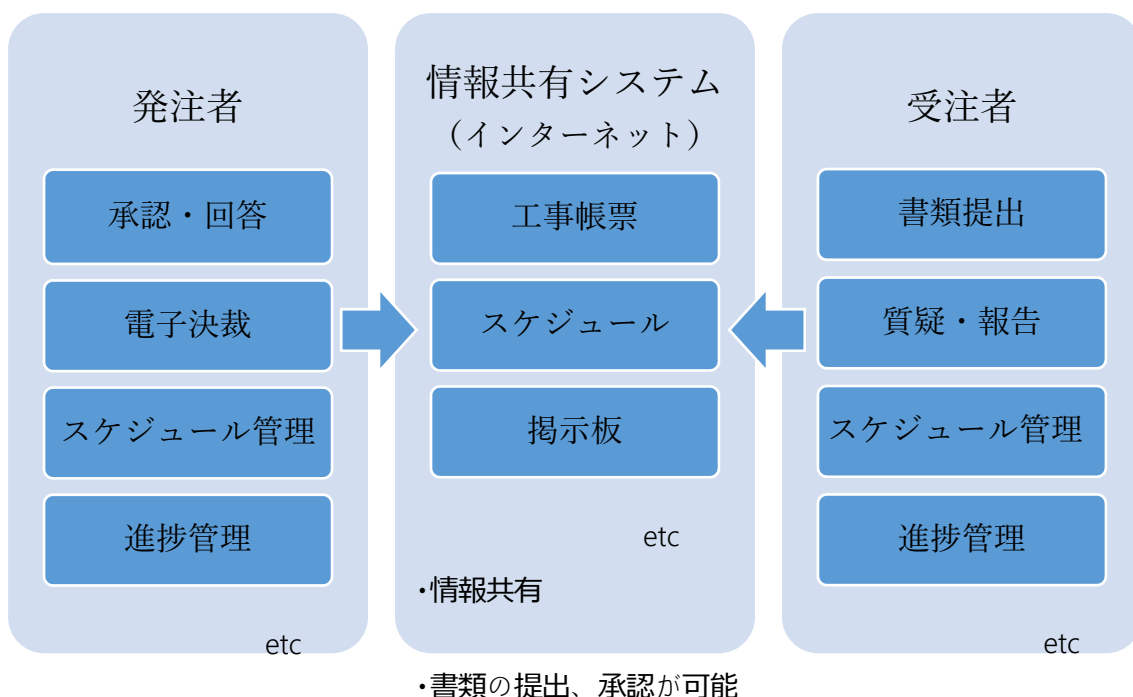 発注者
承認・回答
電子決裁
スケジュール管理
進捗管理
etc
情報共有システム
（インターネット）
工事帳票
スケジュール
掲示板
etc
・情報共有
・書類の提出、承認が可能
受注者
書類提出
質疑・報告
スケジュール管理
進捗管理
etc